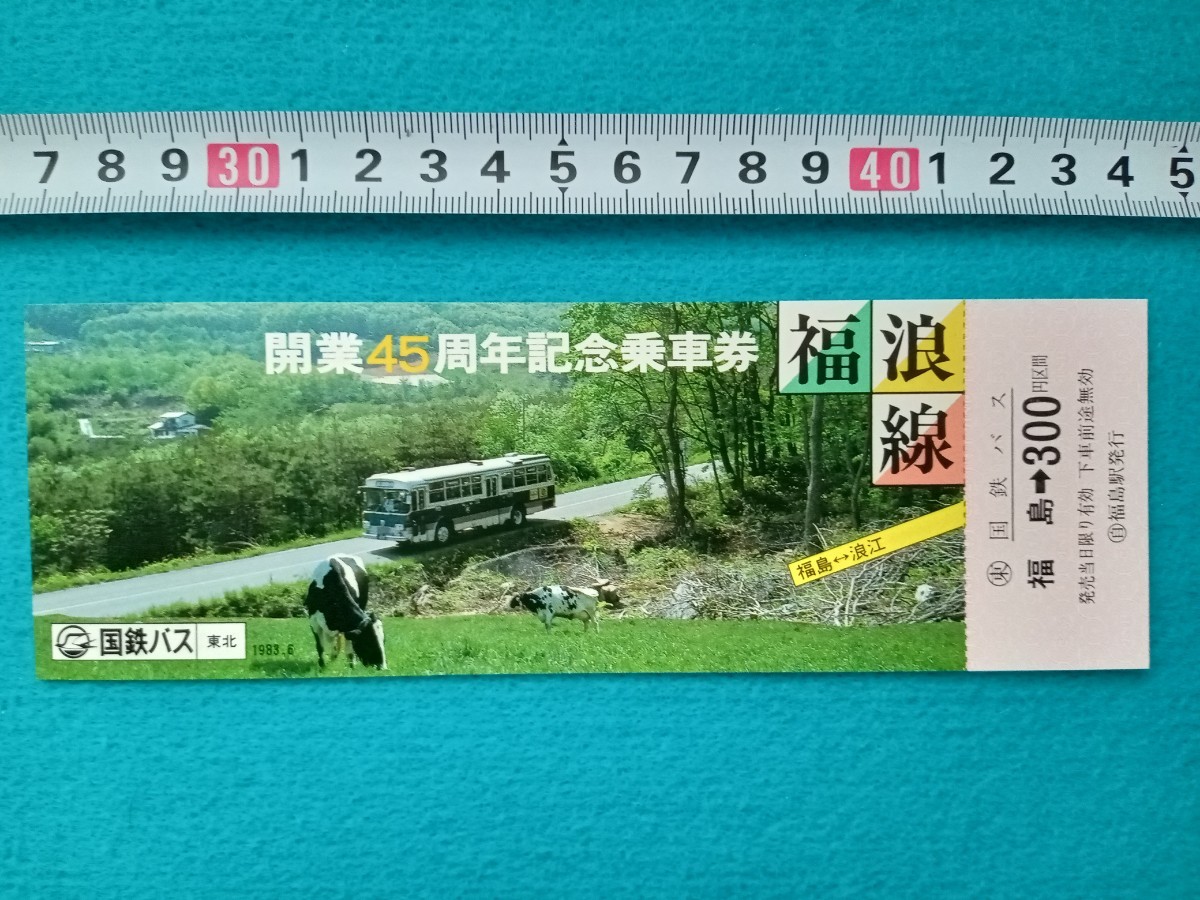 7 8 9 30 1 2 3 4 5 6 7 8 9 40 1 2 3 4 5
開業45周年記念乗車券
福浪
線
福島↔浪江
国鉄バス 東北
1983.6
㊍国鉄バス
福島➡300円区間
発売当日限り有効 下車前途無効
㊐福島駅発行